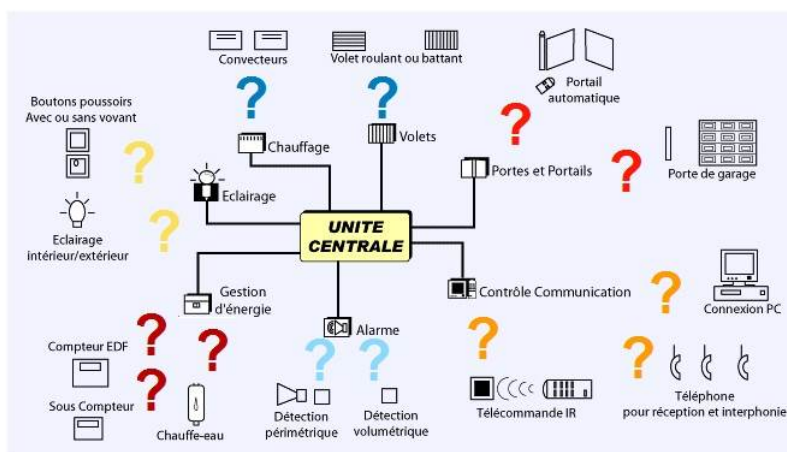 Convecteurs
Volet roulant ou battant
Portail
automatique
Boutons poussoirs
Avec ou sans voyant
?
?
?
?
?
Chauffage
Volets
Portes et Portails
Porte de garage
Eclairage
Eclairage
intérieur/extérieur
?
UNITE
CENTRALE
Gestion
d'énergie
Contrôle Communication
?
Connexion PC
Alarme
Compteur EDF
?
?
?
?
?
?
?
Sous Compteur
Chauffe-eau
Détection
périmétrique
Détection
volumétrique
Télécommande IR
Téléphone
pour réception et interphonie